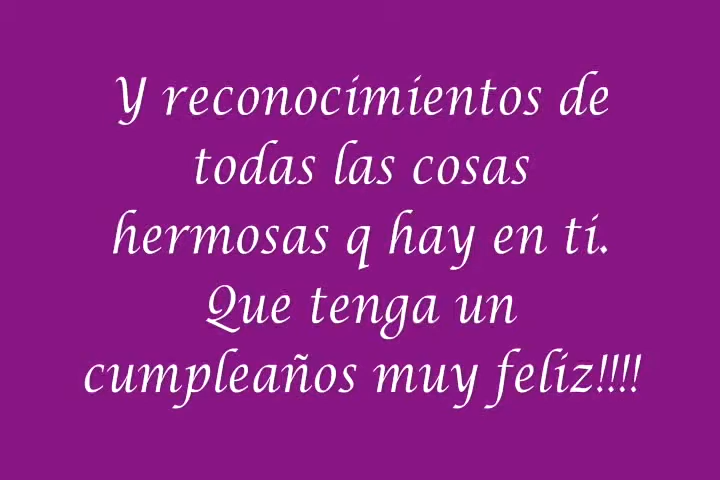 Y reconocimientos de
todas las cosas
hermosas q hay en ti.
Que tenga un
cumpleaños muy feliz!!!!